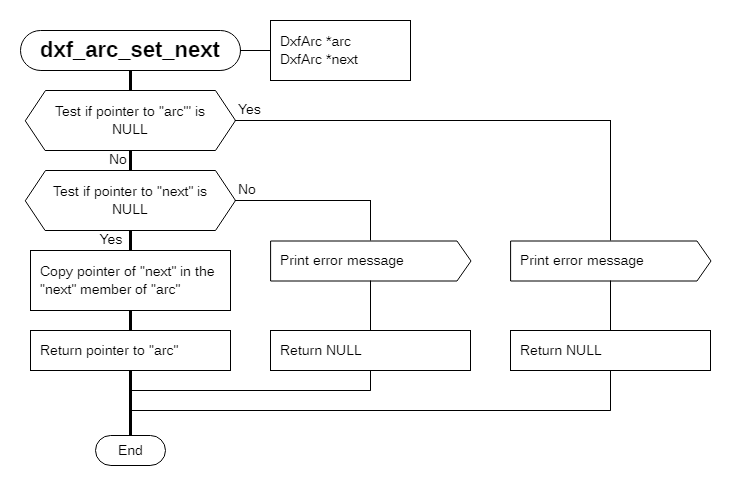 dxf_arc_set_next
DxfArc *arc
DxfArc *next
Test if pointer to "arc'" is
NULL
Yes
No
Test if pointer to "next" is
NULL
No
Yes
Copy pointer of "next" in the
"next" member of "arc"
Print error message
Print error message
Return pointer to "arc"
Return NULL
Return NULL
End